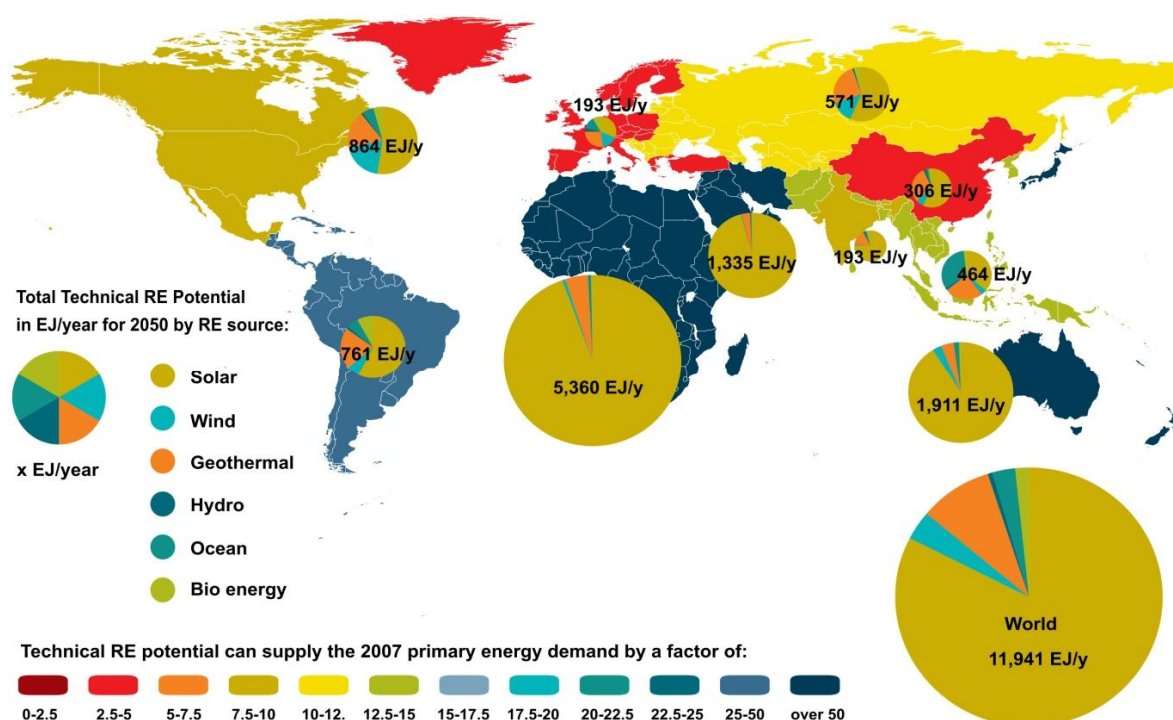 193 EJ/y
571 EJ/y
864 EJ/y
306 EJ/y
1,335 EJ/y
193 EJ/y
464 EJ/y
Total Technical RE Potential
in EJ/year for 2050 by RE source:
761 EJ/y
Solar
5,360 EJ/y
1,911 EJ/y
Wind
x EJ/year
Geothermal
Hydro
Ocean
Bio energy
World
11,941 EJ/y
Technical RE potential can supply the 2007 primary energy demand by a factor of:
0-2.5 2.5-5 5-7.5 7.5-10 10-12. 12.5-15 15-17.5 17.5-20 20-22.5 22.5-25 25-50 over 50